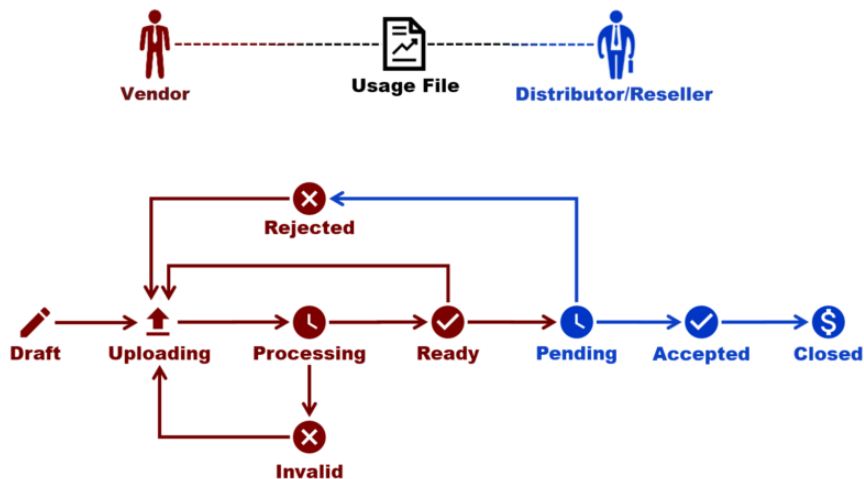 Vendor
Usage File
Distributor/Reseller
Rejected
Draft
Uploading
Processing
Ready
Pending
Accepted
Closed
Invalid